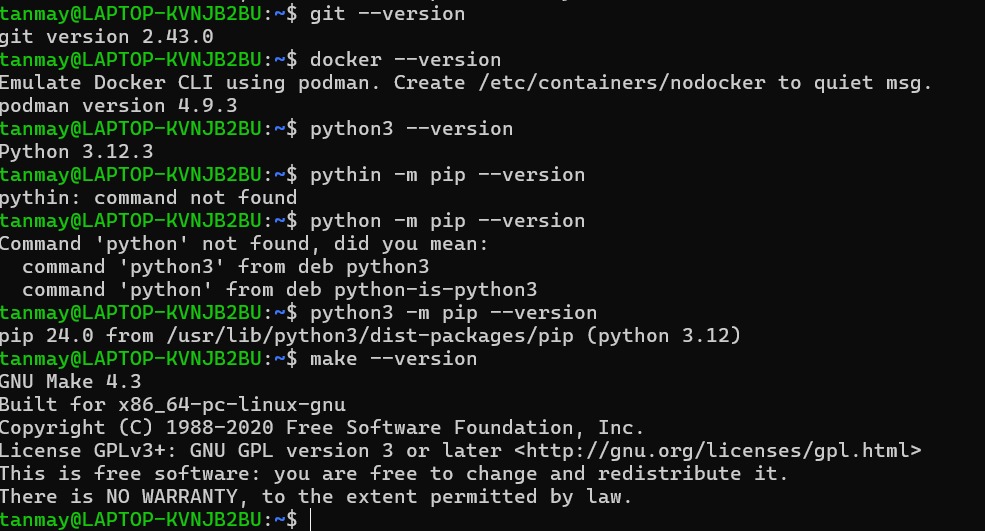 tanmay@LAPTOP-KVNJB2BU:~$ git --version
git version 2.43.0
tanmay@LAPTOP-KVNJB2BU:~$ docker --version
Emulate Docker CLI using podman. Create /etc/containers/nodocker to quiet msg.
podman version 4.9.3
tanmay@LAPTOP-KVNJB2BU:~$ python3 --version
Python 3.12.3
tanmay@LAPTOP-KVNJB2BU:~$ pythin -m pip --version
pythin: command not found
tanmay@LAPTOP-KVNJB2BU:~$ python -m pip --version
Command 'python' not found, did you mean:
  command 'python3' from deb python3
  command 'python' from deb python-is-python3
tanmay@LAPTOP-KVNJB2BU:~$ python3 -m pip --version
pip 24.0 from /usr/lib/python3/dist-packages/pip (python 3.12)
tanmay@LAPTOP-KVNJB2BU:~$ make --version
GNU Make 4.3
Built for x86_64-pc-linux-gnu
Copyright (C) 1988-2020 Free Software Foundation, Inc.
License GPLv3+: GNU GPL version 3 or later <http://gnu.org/licenses/gpl.html>
This is free software: you are free to change and redistribute it.
There is NO WARRANTY, to the extent permitted by law.
tanmay@LAPTOP-KVNJB2BU:~$